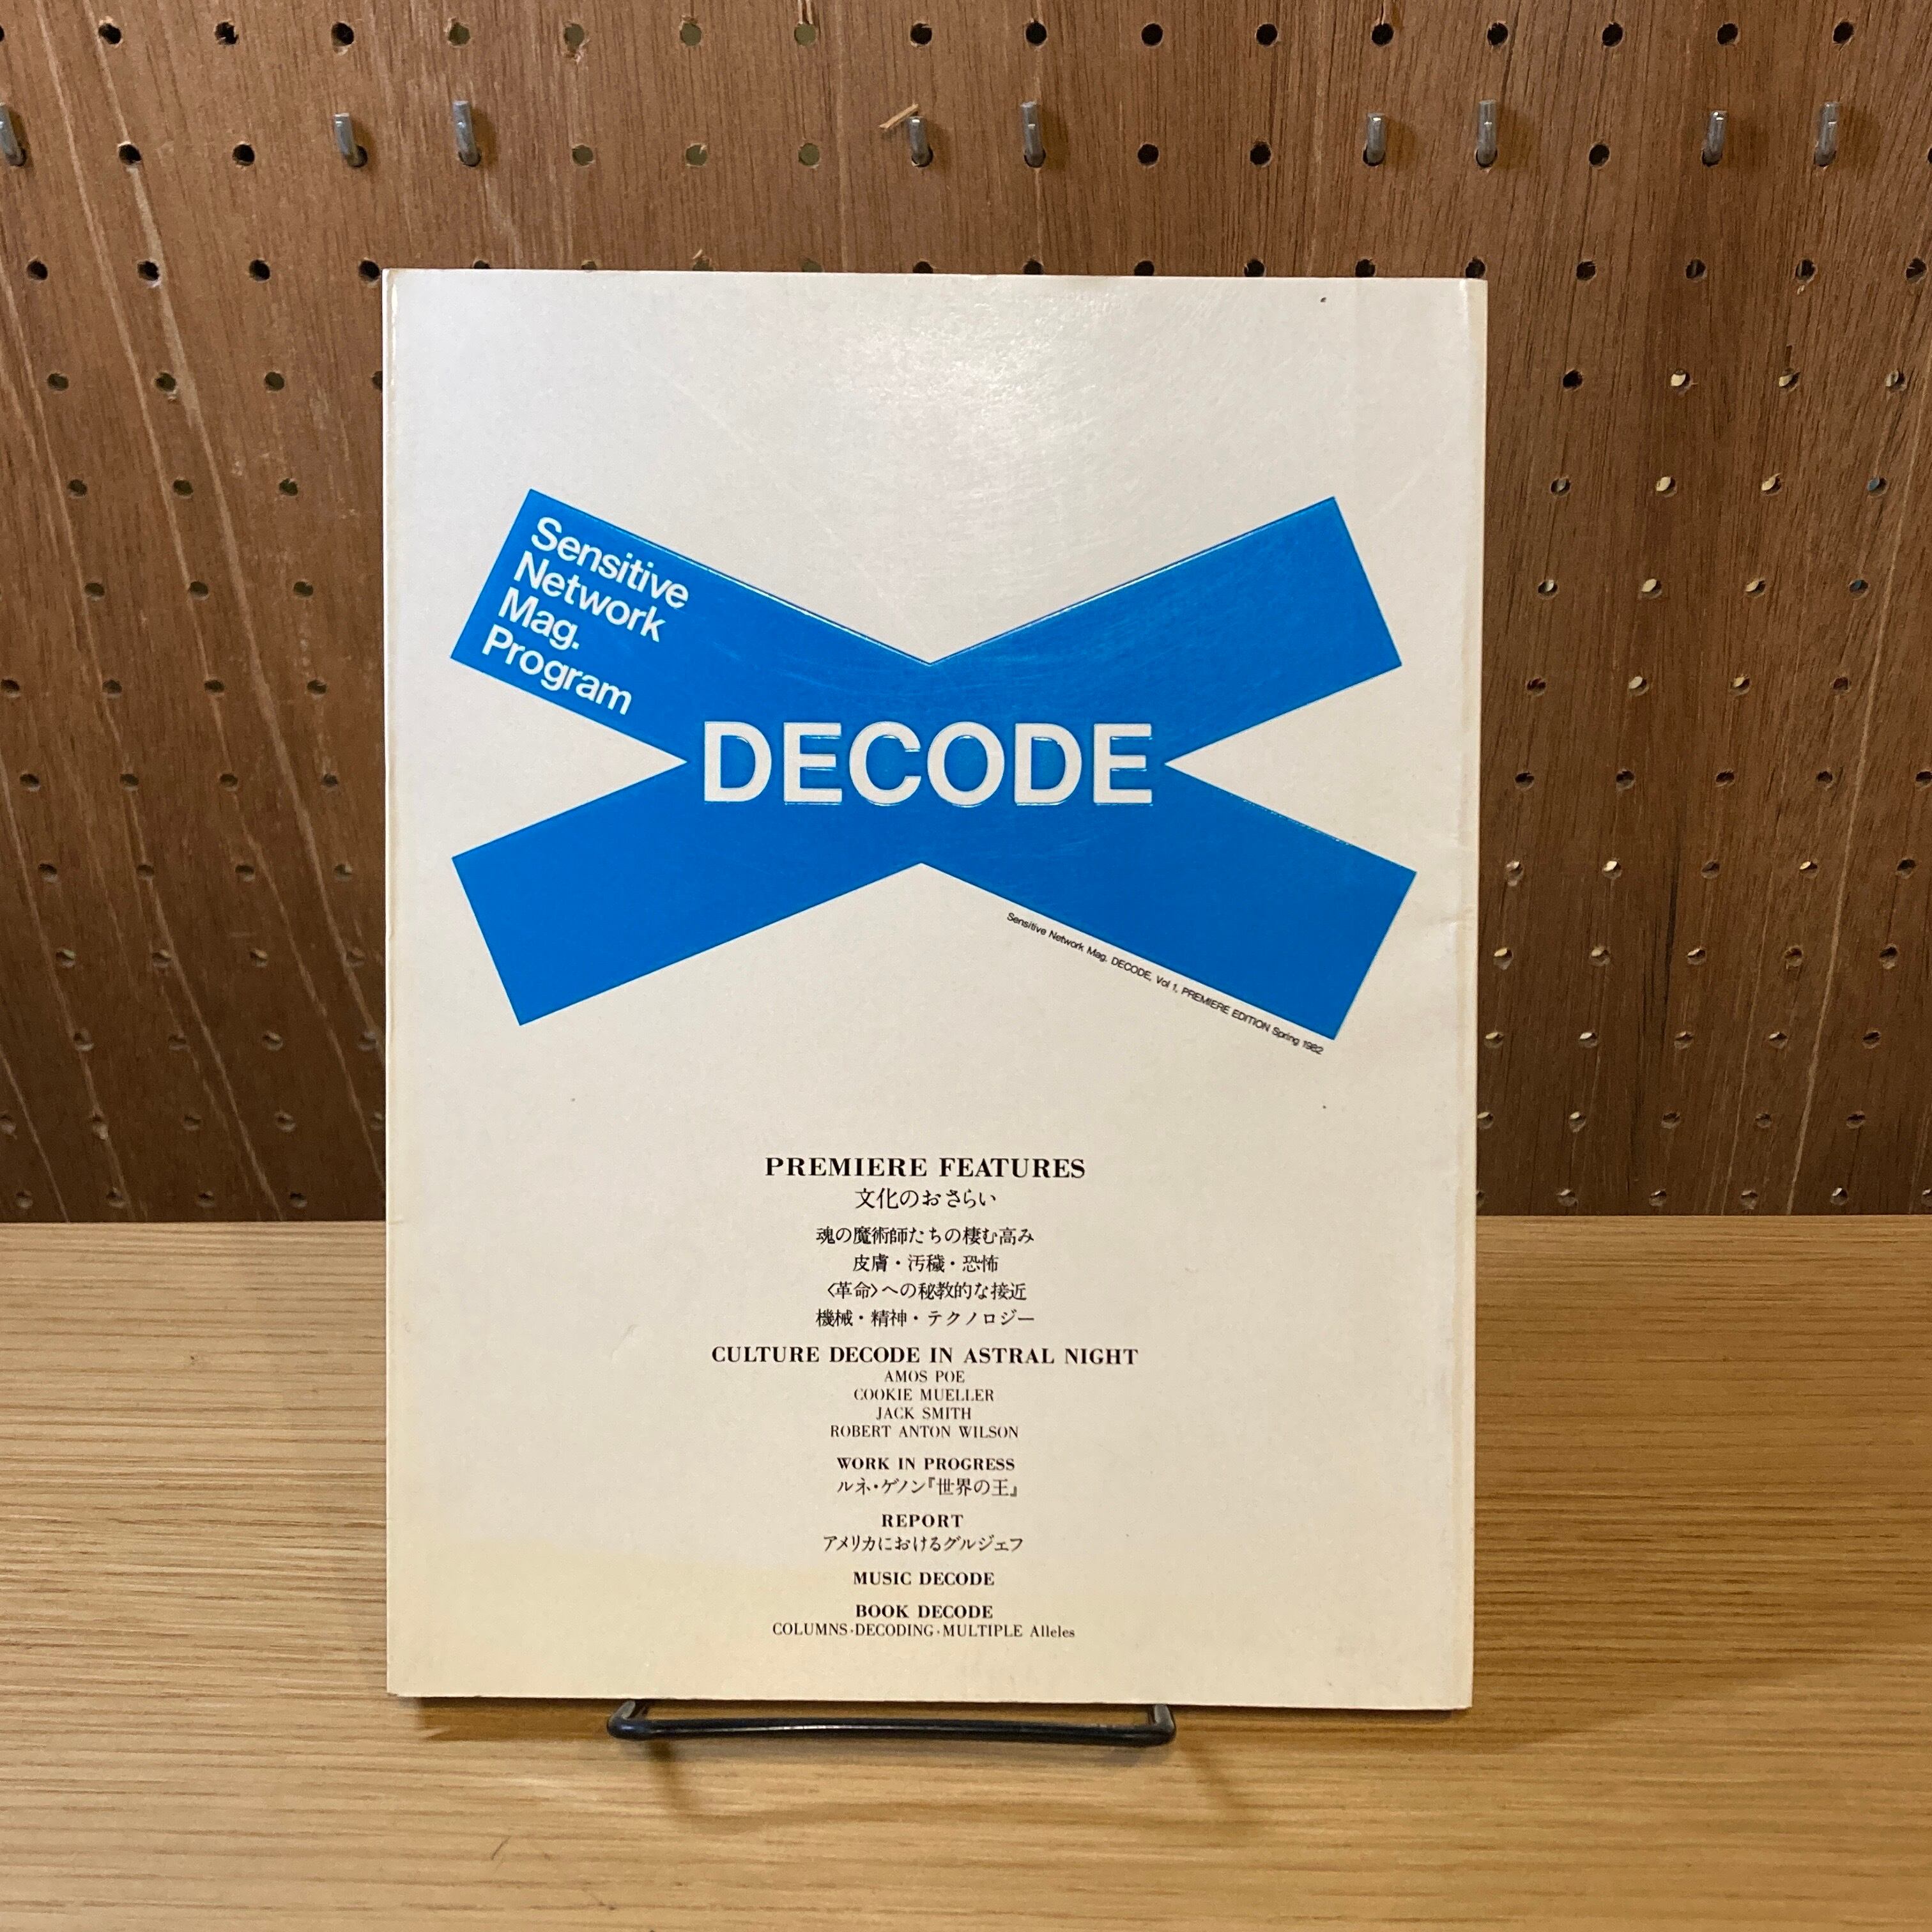 Sensitive
Network
Mag.
Program
DECODE
Sensitive Network Mag. DECODE, Vol 1, PREMIERE EDITION Spring 1982
PREMIERE FEATURES
文化のおさらい
魂の魔術師たちの棲む高み
皮膚・汚穢・恐怖
〈革命〉への秘教的な接近
機械・精神・テクノロジー
CULTURE DECODE IN ASTRAL NIGHT
AMOS POE
COOKIE MUELLER
JACK SMITH
ROBERT ANTON WILSON
WORK IN PROGRESS
ルネ・ゲノン『世界の王』
REPORT
アメリカにおけるグルジェフ
MUSIC DECODE
BOOK DECODE
COLUMNS・DECODING・MULTIPLE Alleles